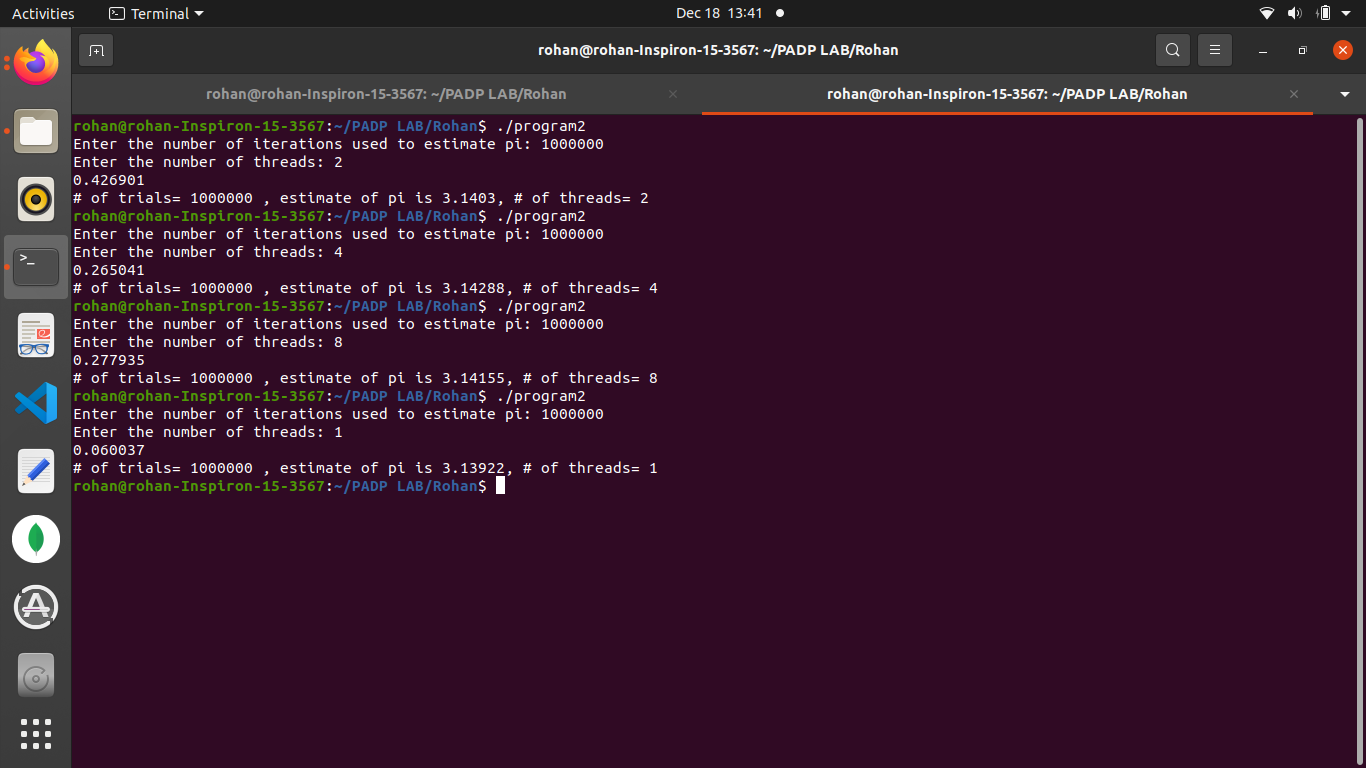 Activities
Terminal
Dec 18 13:41
rohan@rohan-Inspiron-15-3567: ~/PADP LAB/Rohan
rohan@rohan-Inspiron-15-3567: ~/PADP LAB/Rohan
rohan@rohan-Inspiron-15-3567: ~/PADP LAB/Rohan
rohan@rohan-Inspiron-15-3567:~/PADP LAB/Rohan$ ./program2
Enter the number of iterations used to estimate pi: 1000000
Enter the number of threads: 2
0.426901
# of trials= 1000000 , estimate of pi is 3.1403, # of threads= 2
rohan@rohan-Inspiron-15-3567:~/PADP LAB/Rohan$ ./program2
Enter the number of iterations used to estimate pi: 1000000
Enter the number of threads: 4
0.265041
# of trials= 1000000 , estimate of pi is 3.14288, # of threads= 4
rohan@rohan-Inspiron-15-3567:~/PADP LAB/Rohan$ ./program2
Enter the number of iterations used to estimate pi: 1000000
Enter the number of threads: 8
0.277935
# of trials= 1000000 , estimate of pi is 3.14155, # of threads= 8
rohan@rohan-Inspiron-15-3567:~/PADP LAB/Rohan$ ./program2
Enter the number of iterations used to estimate pi: 1000000
Enter the number of threads: 1
0.060037
# of trials= 1000000 , estimate of pi is 3.13922, # of threads= 1
rohan@rohan-Inspiron-15-3567:~/PADP LAB/Rohan$